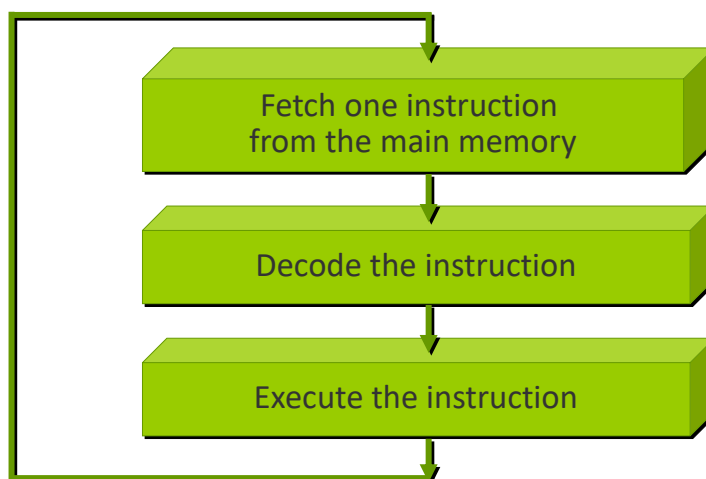 Fetch one instruction
from the main memory
Decode the instruction
Execute the instruction